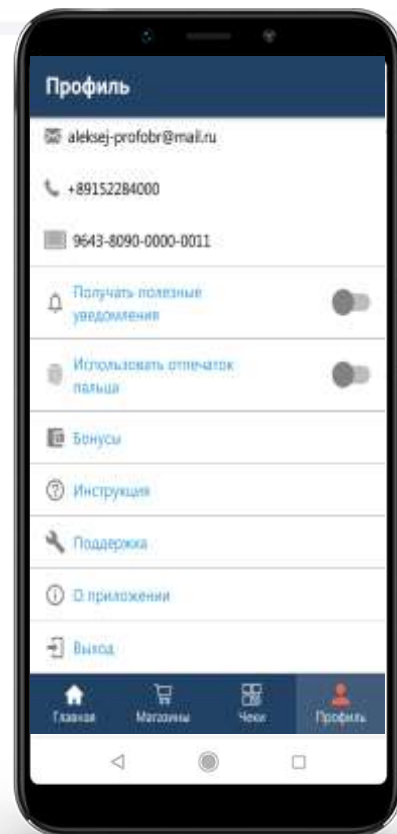 Профиль
aleksej-profobr@mail.ru
+89152284000
9643-8090-0000-0011
Получать полезные
уведомления
Использовать отпечаток
пальца
Бонусы
Инструкция
Поддержка
О приложении
Выход
Главная Магазины Чеки Профиль